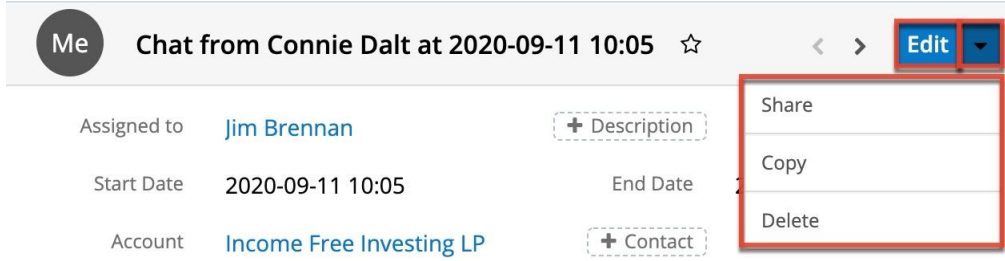 Me Chat from Connie Dalt at 2020-09-11 10:05 Edit
Share
Assigned to Jim Brennan + Description
Copy
Start Date 2020-09-11 10:05 End Date
Delete
Account Income Free Investing LP + Contact